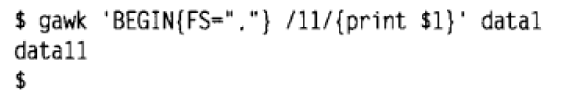 $ gawk 'BEGIN{FS=","} /11/{print $1}' data1
data11
$